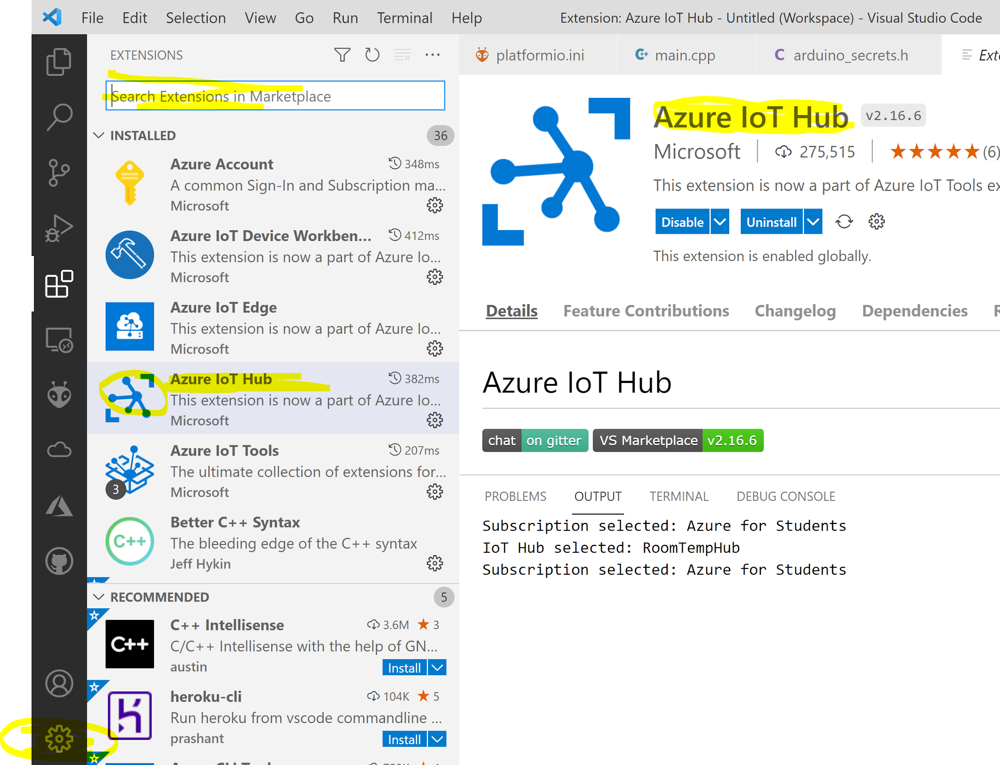 File Edit Selection View Go Run Terminal Help Extension: Azure IoT Hub - Untitled (Workspace) - Visual Studio Code
EXTENSIONS
Search Extensions in Marketplace
INSTALLED 36
Azure Account 348ms
A common Sign-In and Subscription ma...
Microsoft
Azure IoT Device Workben... 412ms
This extension is now a part of Azure Io...
Microsoft
Azure IoT Edge
This extension is now a part of Azure Io...
Microsoft
Azure IoT Hub 382ms
This extension is now a part of Azure Io...
Microsoft
Azure IoT Tools 207ms
The ultimate collection of extensions for...
3
Microsoft
C++
Better C++ Syntax
The bleeding edge of the C++ syntax
Jeff Hykin
RECOMMENDED 5
C++
C++ Intellisense 3.6M 3
C/C++ Intellisense with the help of GN...
austin Install
heroku-cli 104K 5
Run heroku from vscode commandline ...
prashant Install
platformio.ini main.cpp arduino_secrets.h
Azure IoT Hub v2.16.6
Microsoft 275,515 (6)
This extension is now a part of Azure IoT Tools
Disable Uninstall
This extension is enabled globally.
Details Feature Contributions Changelog Dependencies
Azure IoT Hub
chat on gitter VS Marketplace v2.16.6
PROBLEMS OUTPUT TERMINAL DEBUG CONSOLE
Subscription selected: Azure for Students
IoT Hub selected: RoomTempHub
Subscription selected: Azure for Students